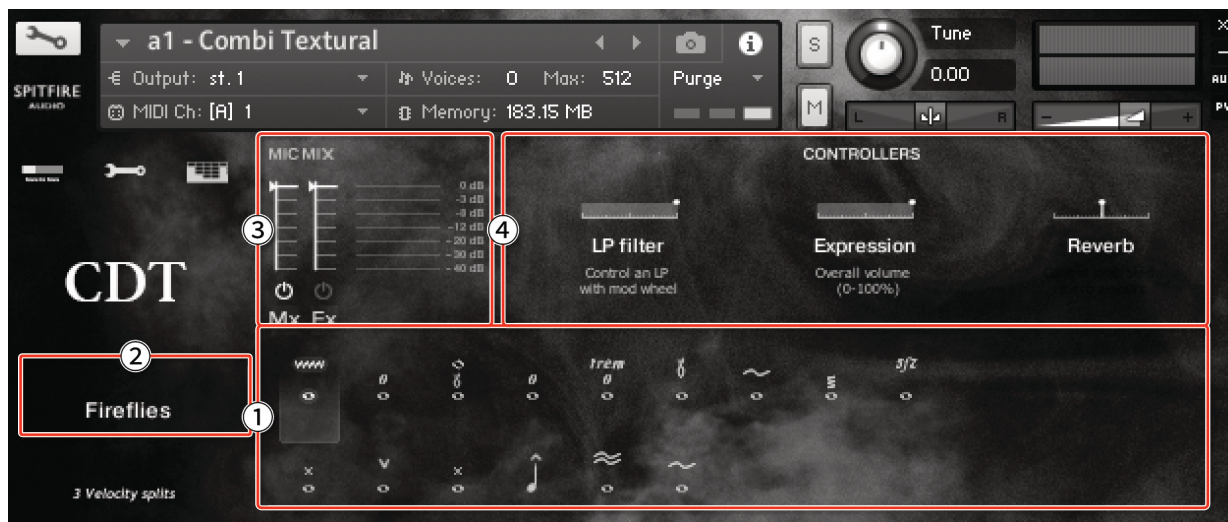 a1 - Combi Textural
S
Tune
SPITFIRE
AUDIO
Output: st. 1
Voices: 0 Max: 512
Purge
0.00
AU
MIDI Ch: [A] 1
Memory: 183.15 MB
M
L
R
- +
PV
MIC MIX
CONTROLLERS
0 dB
-3 dB
-8 dB
-12 dB
-20 dB
-30 dB
-40 dB
3
4
LP filter
Expression
Reverb
Control an LP
with mod wheel
Overall volume
(0-100%)
CDT
Mx Ex
2
trem
sfz
Fireflies
1
3 Velocity splits